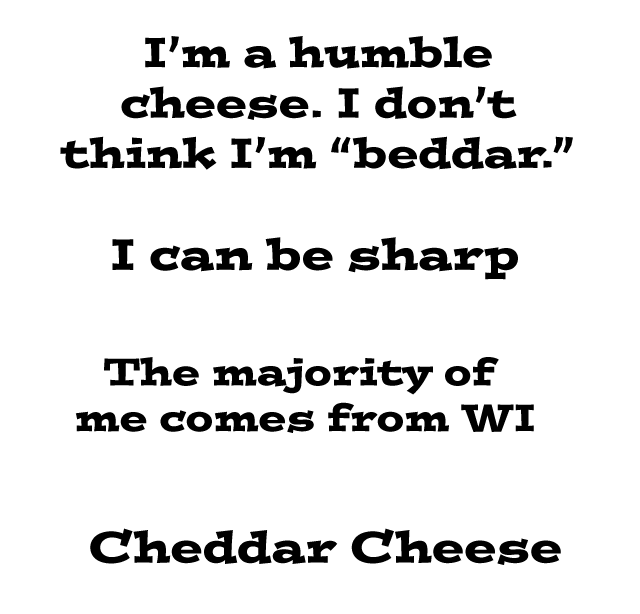 I’m a humble
cheese. I don’t
think I’m “beddar.”
I can be sharp
The majority of
me comes from WI
Cheddar Cheese